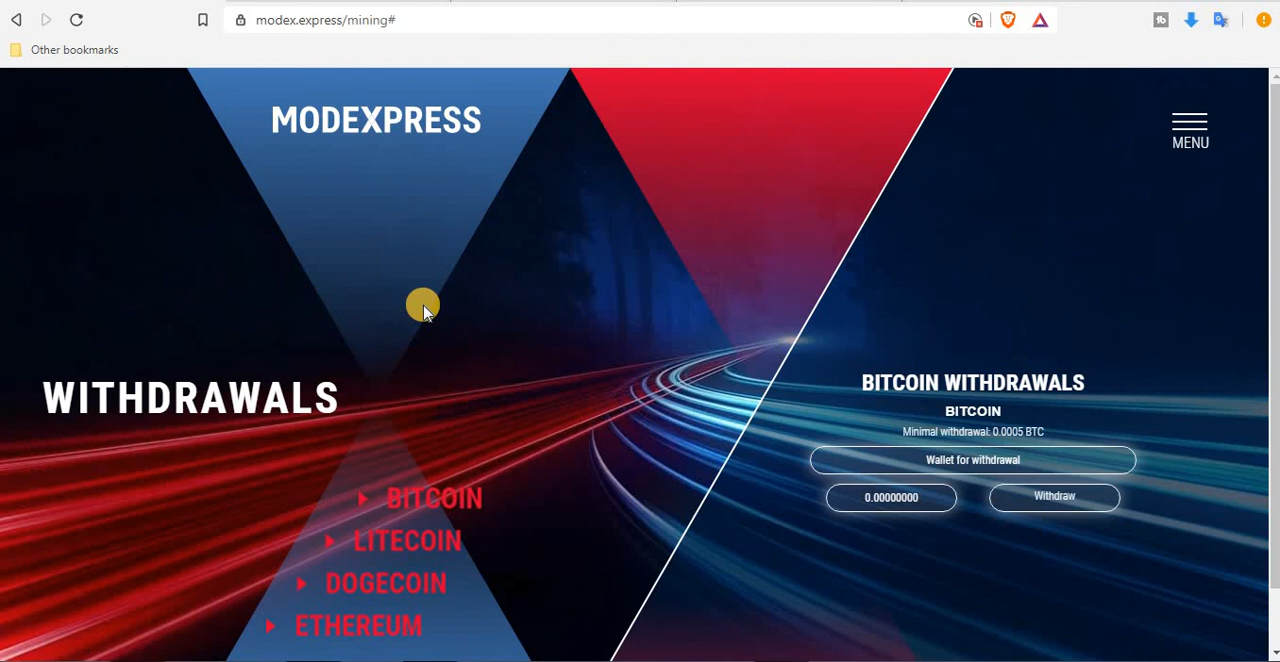 modex.express/mining#
Other bookmarks
MODEXPRESS
MENU
WITHDRAWALS
BITCOIN
LITECOIN
DOGECOIN
ETHEREUM
BITCOIN WITHDRAWALS
BITCOIN
Minimal withdrawal: 0.0005 BTC
Wallet for withdrawal
0.00000000
Withdraw